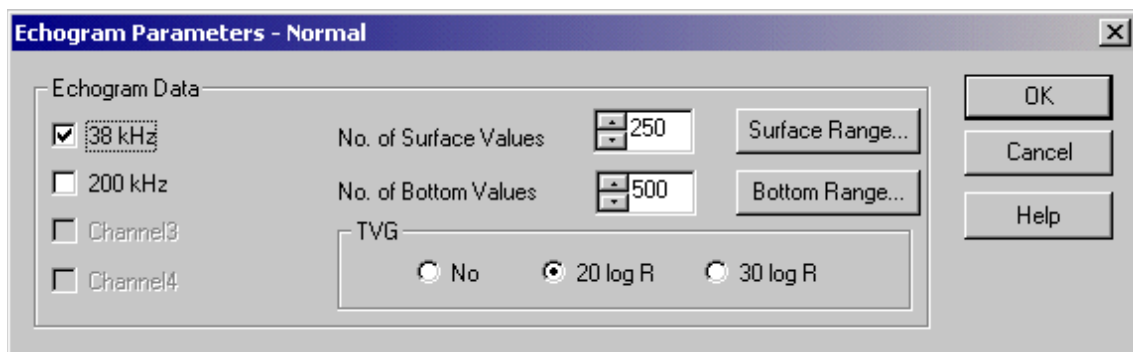 Echogram Parameters - Normal
Echogram Data
38 kHz
No. of Surface Values
250
Surface Range...
OK
200 kHz
No. of Bottom Values
500
Bottom Range...
Cancel
Channel3
TVG
Help
Channel4
No
20 log R
30 log R